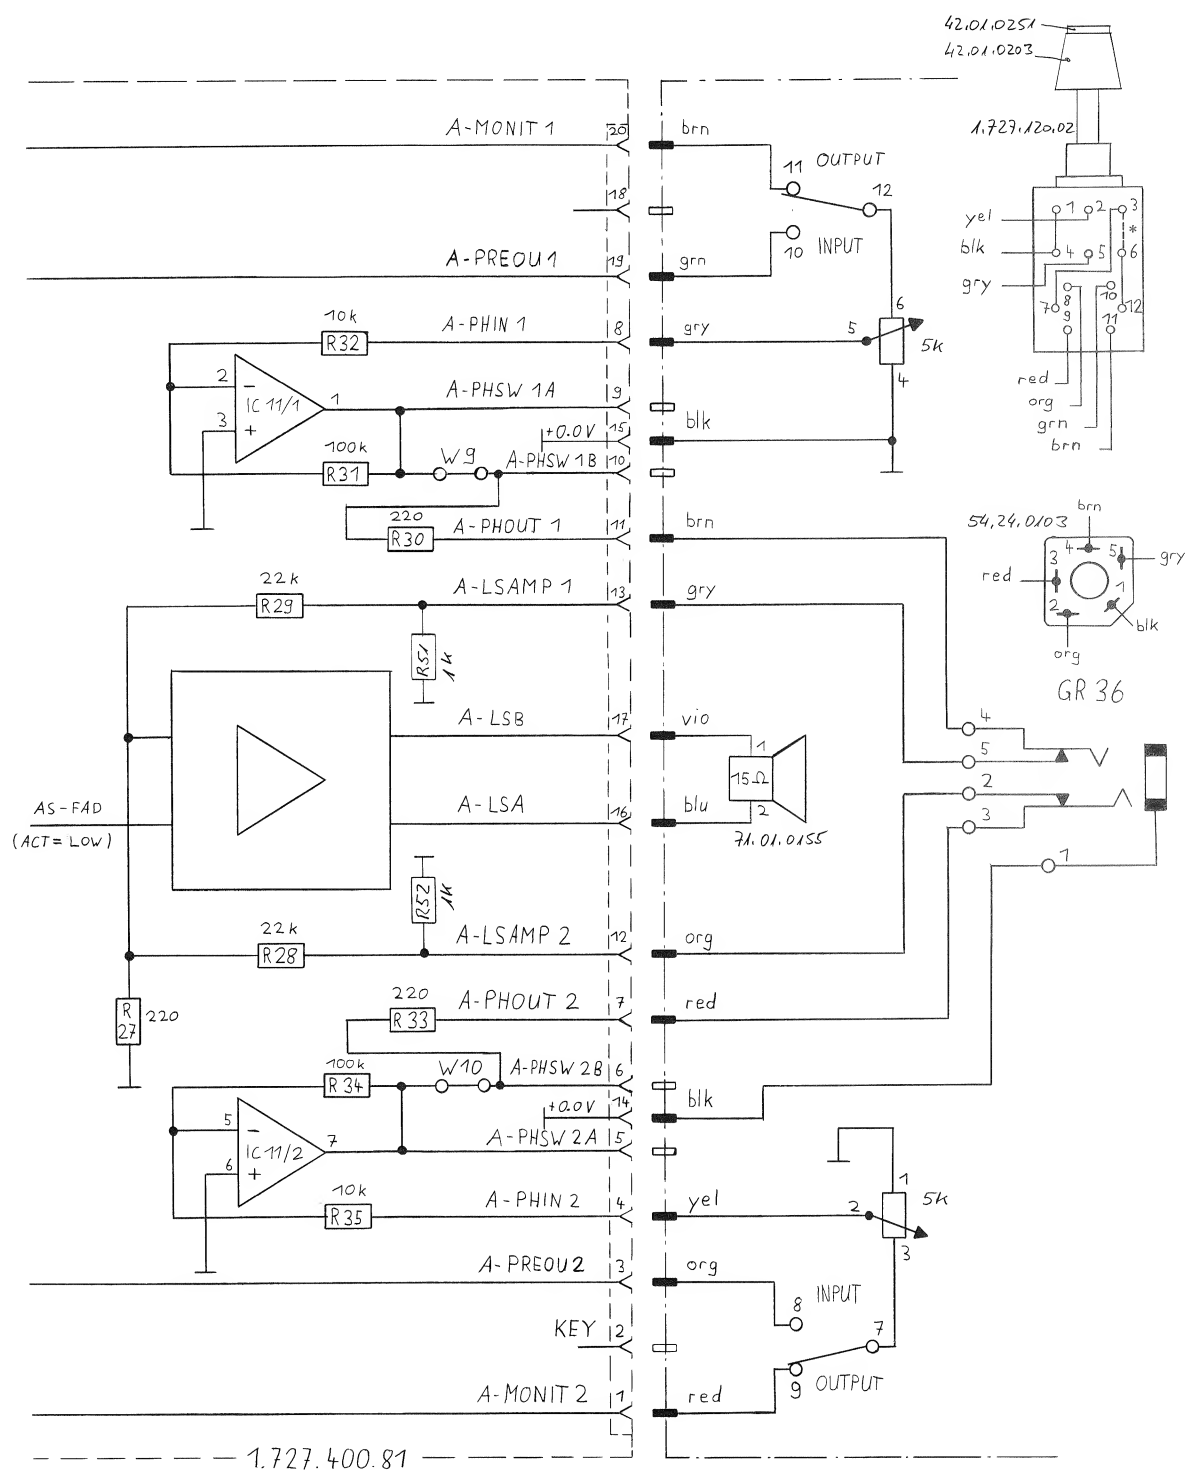 42.01.0251
42.01.0203
1.727.120.02
A-MONIT 1
20
brn
11
OUTPUT
12
18
10
INPUT
A-PREOU 1
19
grn
yel
blk
gry
1
2
3
*
4
5
6
7
8
9
10
11
12
red
org
grn
brn
10k
R32
A-PHIN 1
8
gry
5
6
4
5k
2
−
IC 11/1
3
+
1
A-PHSW 1A
9
+0.0V
15
blk
100k
R31
W9
A-PHSW 1B
10
220
R30
A-PHOUT 1
11
brn
54.24.0103
brn
3
4
5
gry
red
2
1
blk
org
GR 36
22k
R29
A-LSAMP 1
13
gry
R51
1k
A-LSB
17
vio
1
15Ω
2
71.01.0155
AS-FAD
(ACT=LOW)
A-LSA
16
blu
4
5
2
3
1
R52
1k
22k
R28
A-LSAMP 2
12
org
R
27
220
220
R33
A-PHOUT 2
7
red
100k
R34
W10
A-PHSW 2B
6
+0.0V
14
blk
5
−
IC 11/2
6
+
7
A-PHSW 2A
5
10k
R35
A-PHIN 2
4
yel
2
1
5k
3
A-PREOU 2
3
org
8
INPUT
KEY
2
7
9
OUTPUT
A-MONIT 2
1
red
1.727.400.81